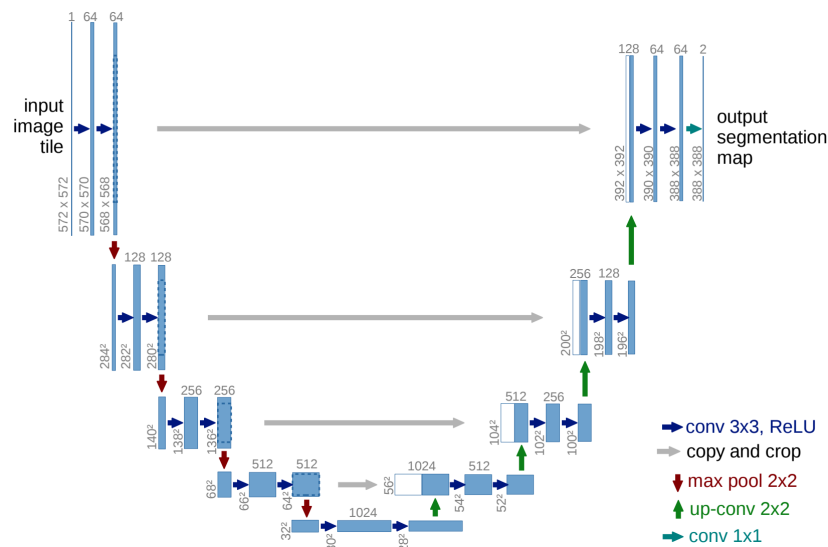 1 64 64
input
image
tile
572 x 572
570 x 570
568 x 568
128 64 64 2
output
segmentation
map
392 x 392
390 x 390
388 x 388
388 x 388
128 128
284²
282²
280²
256 128
200²
198²
196²
256 256
140²
138²
136²
512 256
104²
102²
100²
512 512
68²
66²
64²
1024 512
56²
54²
52²
1024
32²
30²
28²
conv 3x3, ReLU
copy and crop
max pool 2x2
up-conv 2x2
conv 1x1